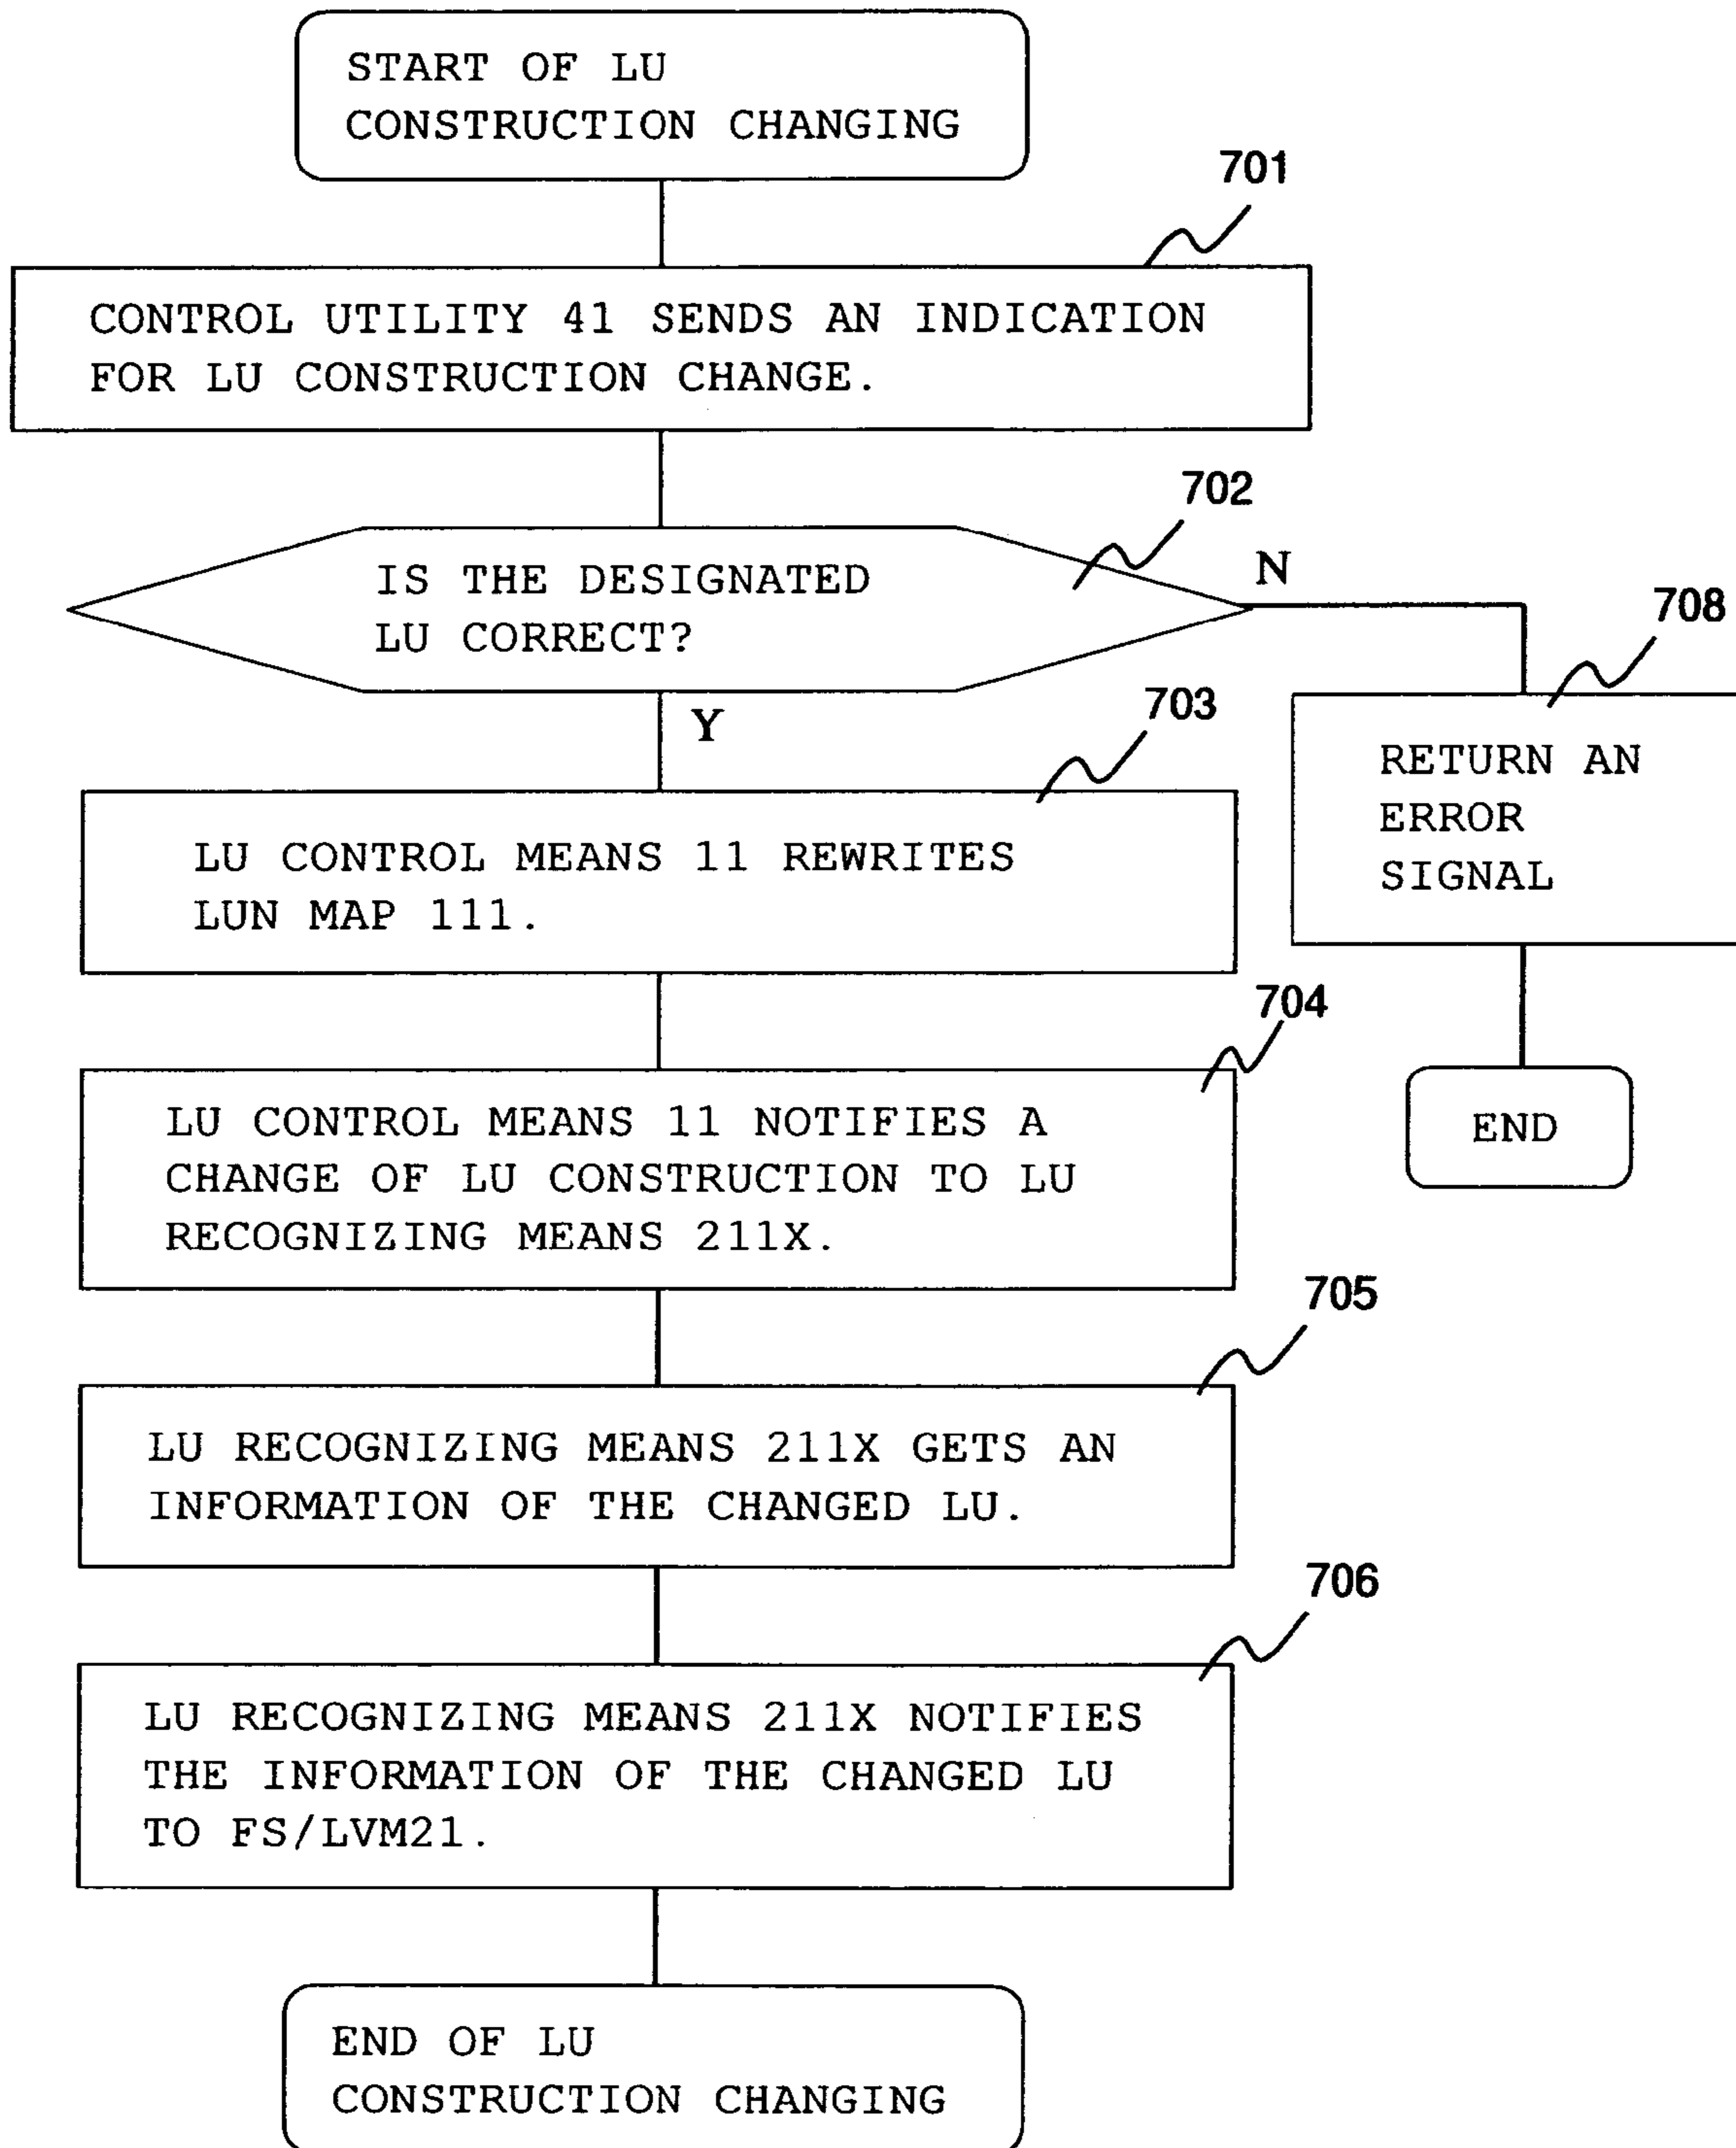 START OF LU
CONSTRUCTION CHANGING
701
CONTROL UTILITY 41 SENDS AN INDICATION
FOR LU CONSTRUCTION CHANGE.
702
IS THE DESIGNATED
LU CORRECT?
N
708
Y
703
RETURN AN
ERROR
SIGNAL
LU CONTROL MEANS 11 REWRITES
LUN MAP 111.
704
END
LU CONTROL MEANS 11 NOTIFIES A
CHANGE OF LU CONSTRUCTION TO LU
RECOGNIZING MEANS 211X.
705
LU RECOGNIZING MEANS 211X GETS AN
INFORMATION OF THE CHANGED LU.
706
LU RECOGNIZING MEANS 211X NOTIFIES
THE INFORMATION OF THE CHANGED LU
TO FS/LVM21.
END OF LU
CONSTRUCTION CHANGING